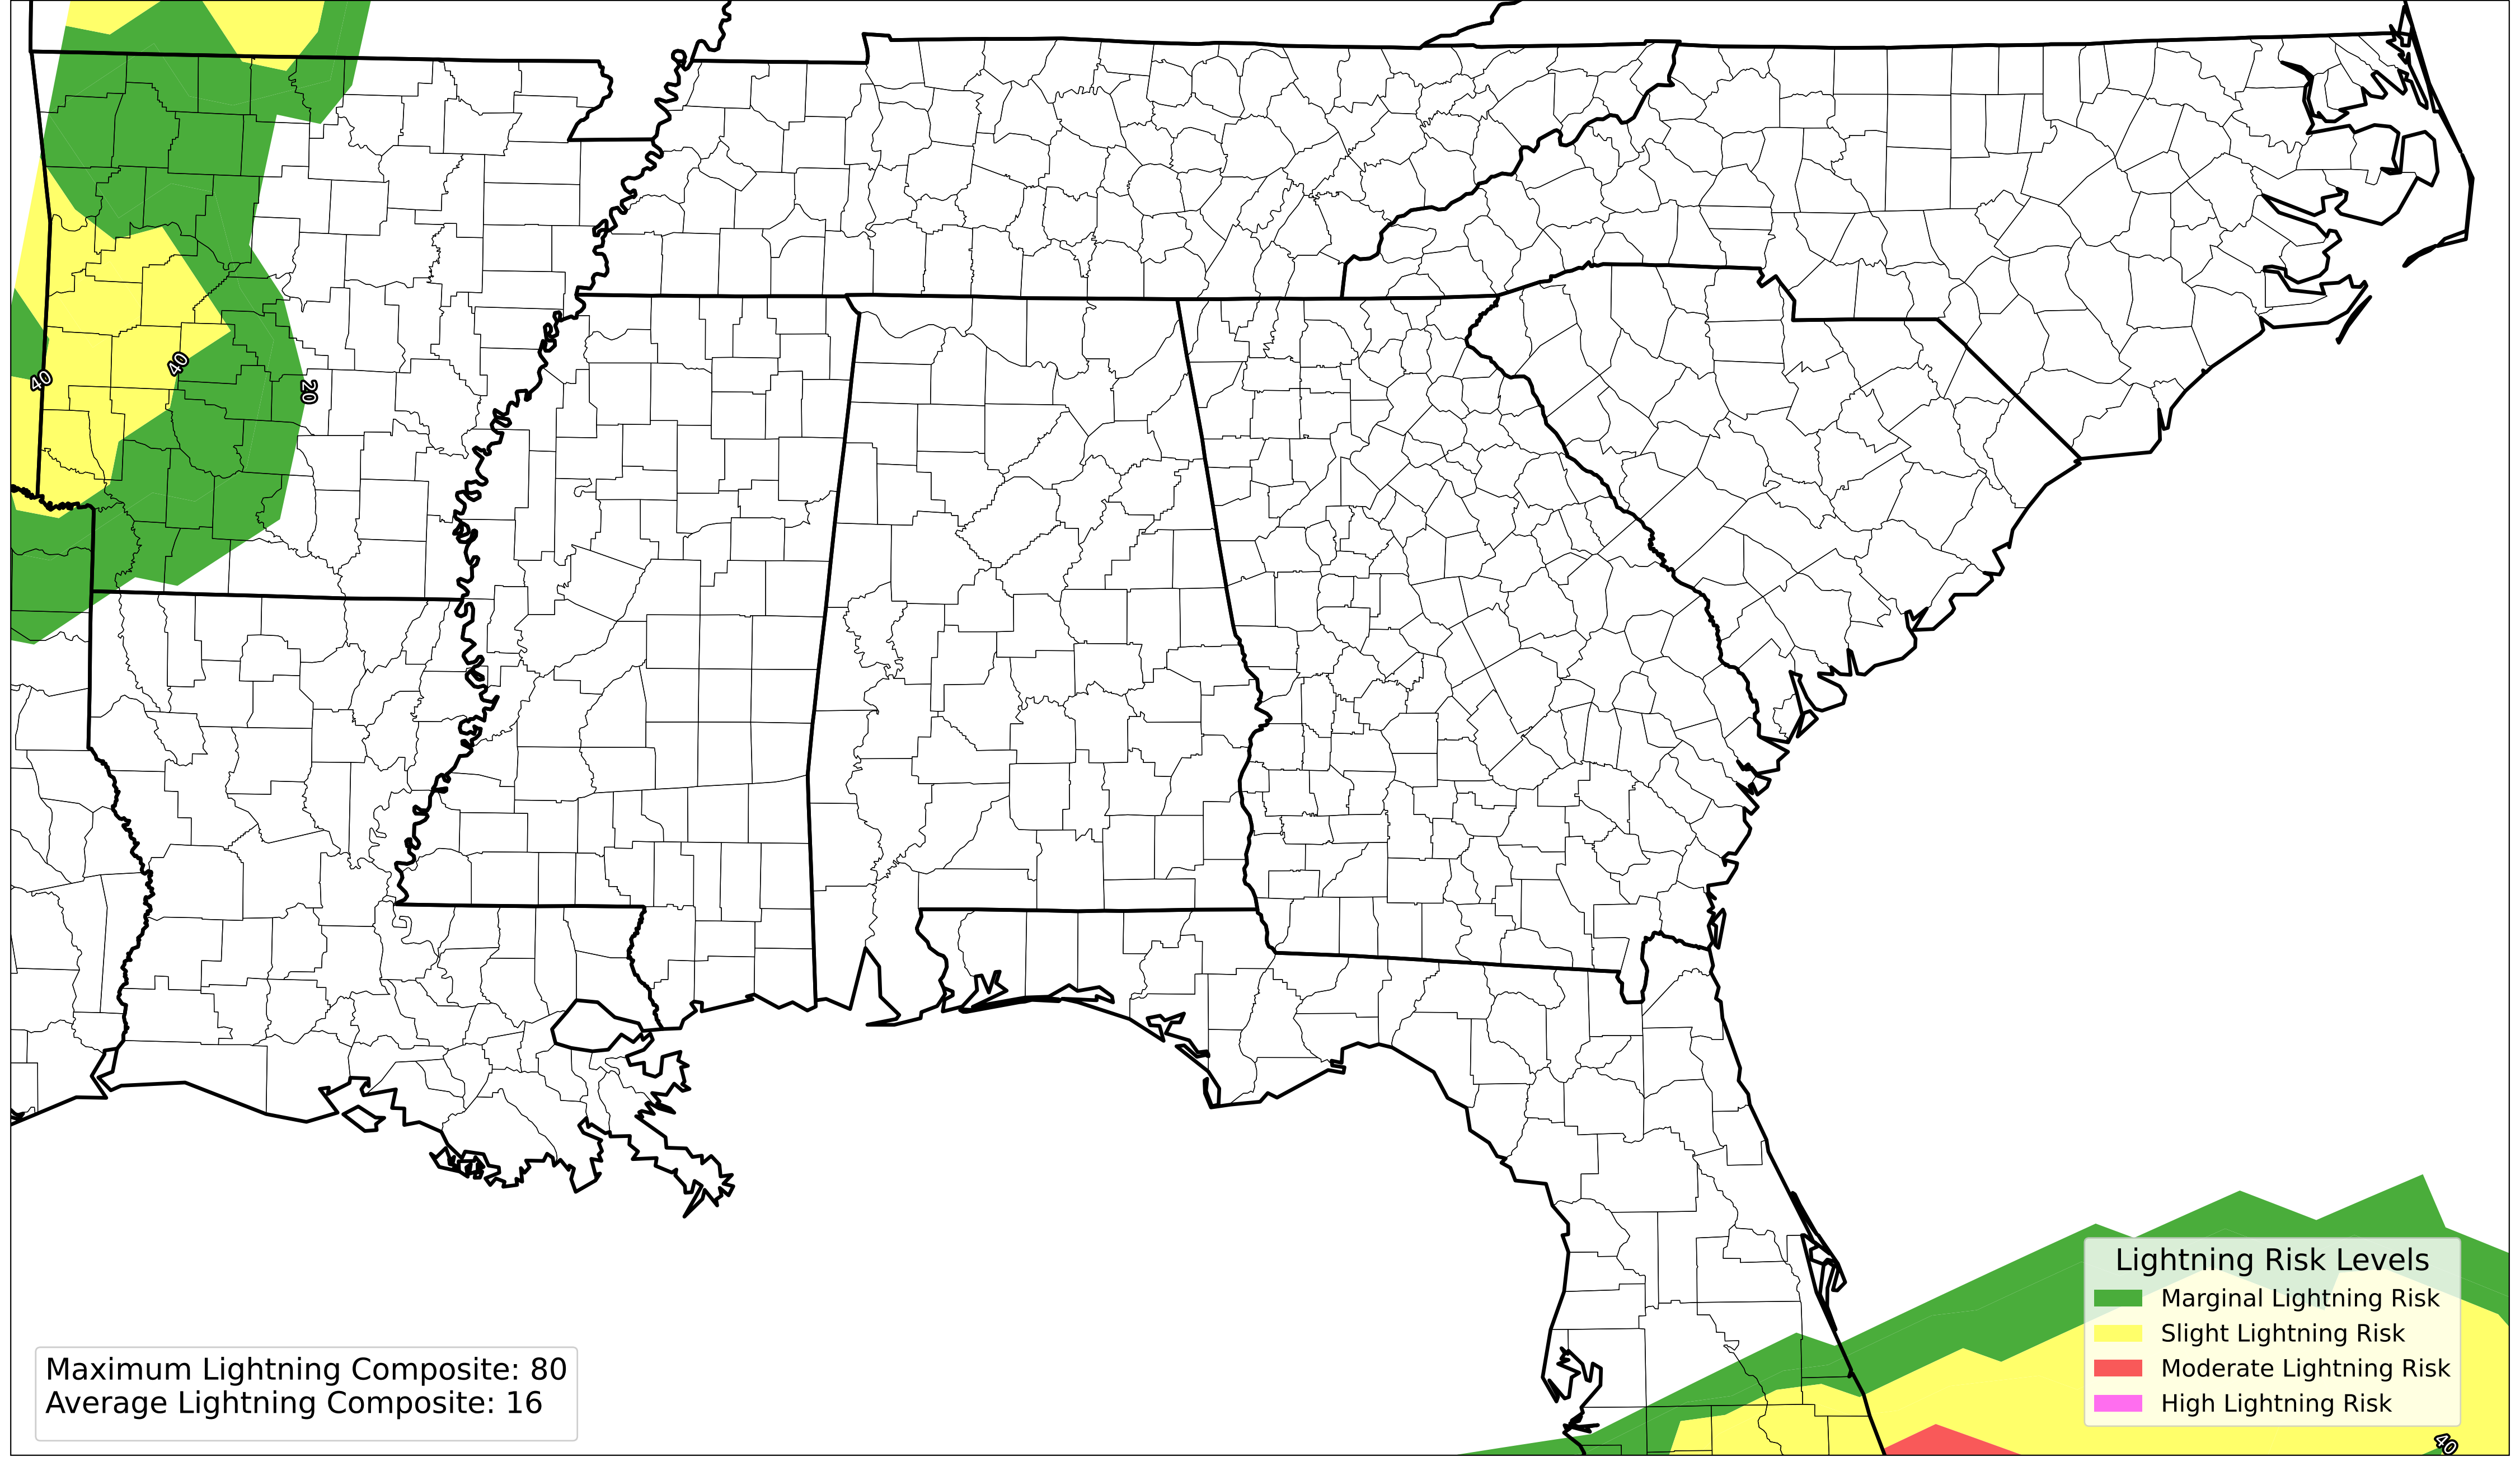 40
40
20
Lightning Risk Levels
Marginal Lightning Risk
Slight Lightning Risk
Moderate Lightning Risk
High Lightning Risk
Maximum Lightning Composite: 80
Average Lightning Composite: 16
40